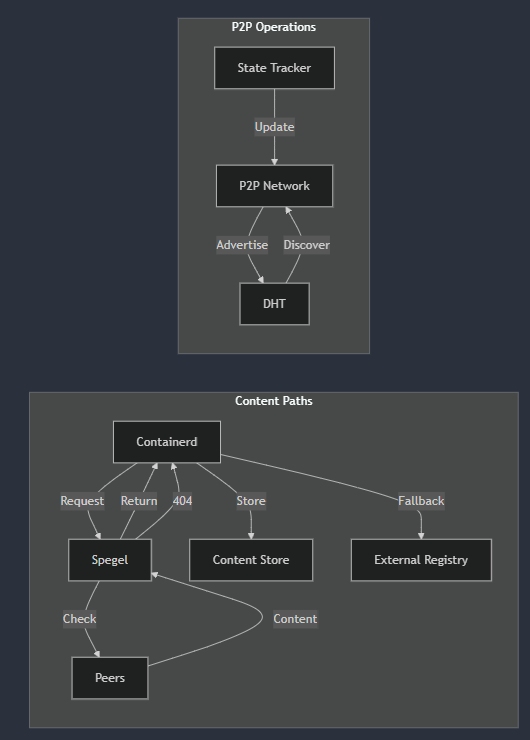 P2P Operations
State Tracker
Update
P2P Network
Advertise
Discover
DHT
Content Paths
Containerd
Request
Return
404
Store
Fallback
Spegel
Content Store
External Registry
Check
Content
Peers